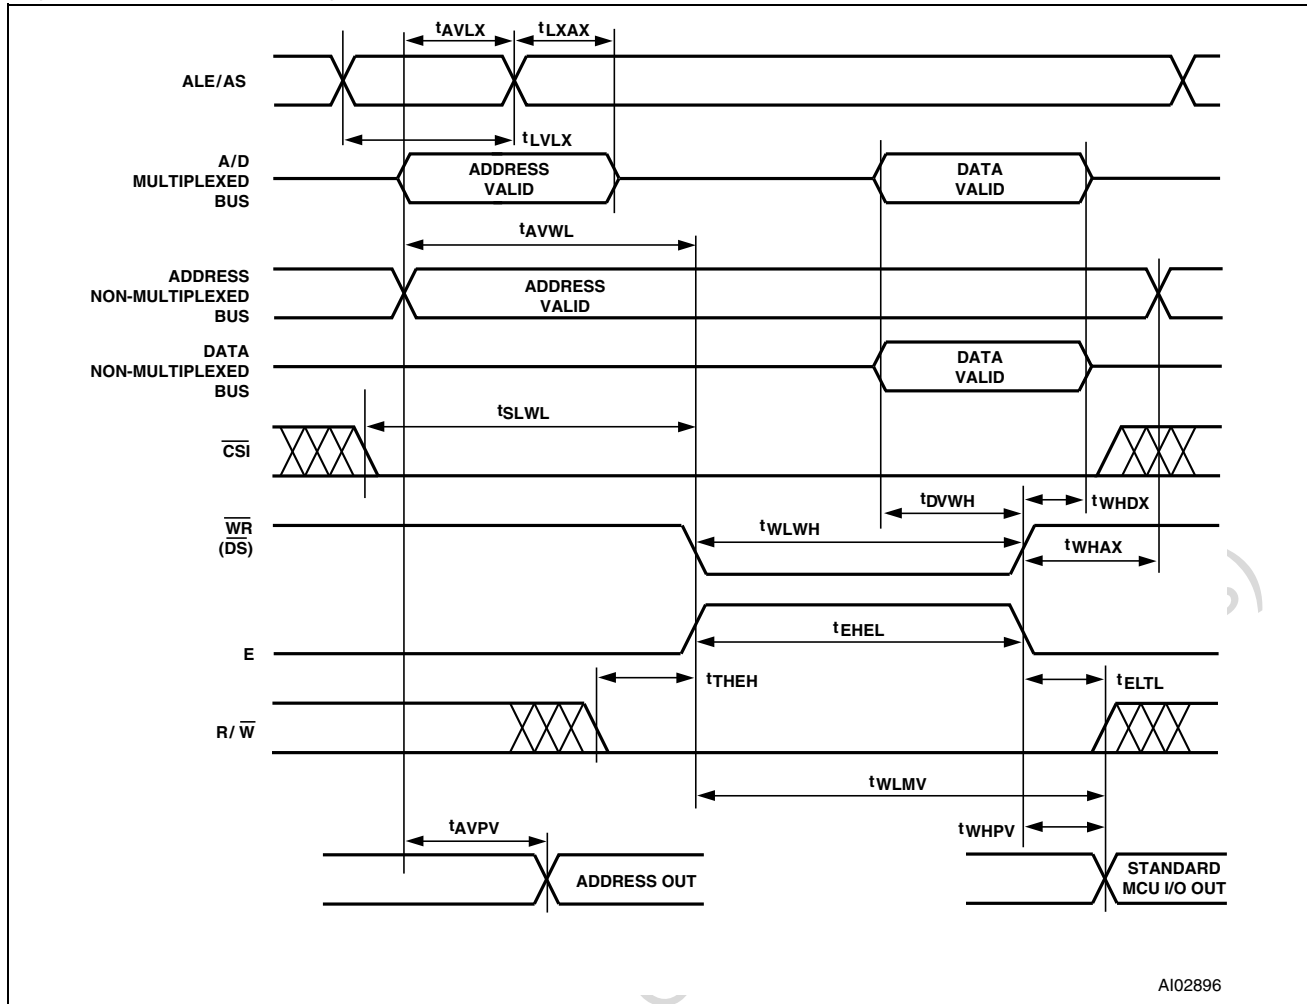 tAVLX tLXAX
ALE/AS
tLVLX
A/D
MULTIPLEXED
BUS
ADDRESS
VALID
DATA
VALID
tAVWL
ADDRESS
NON-MULTIPLEXED
BUS
ADDRESS
VALID
DATA
NON-MULTIPLEXED
BUS
DATA
VALID
tSLWL
CSI
tDVWH
tWHDX
WR
(DS)
tWLWH
tWHAX
tEHEL
E
tTHEH
tELTL
R/ W
tWLMV
tAVPV
tWHPV
ADDRESS OUT
STANDARD
MCU I/O OUT
AI02896